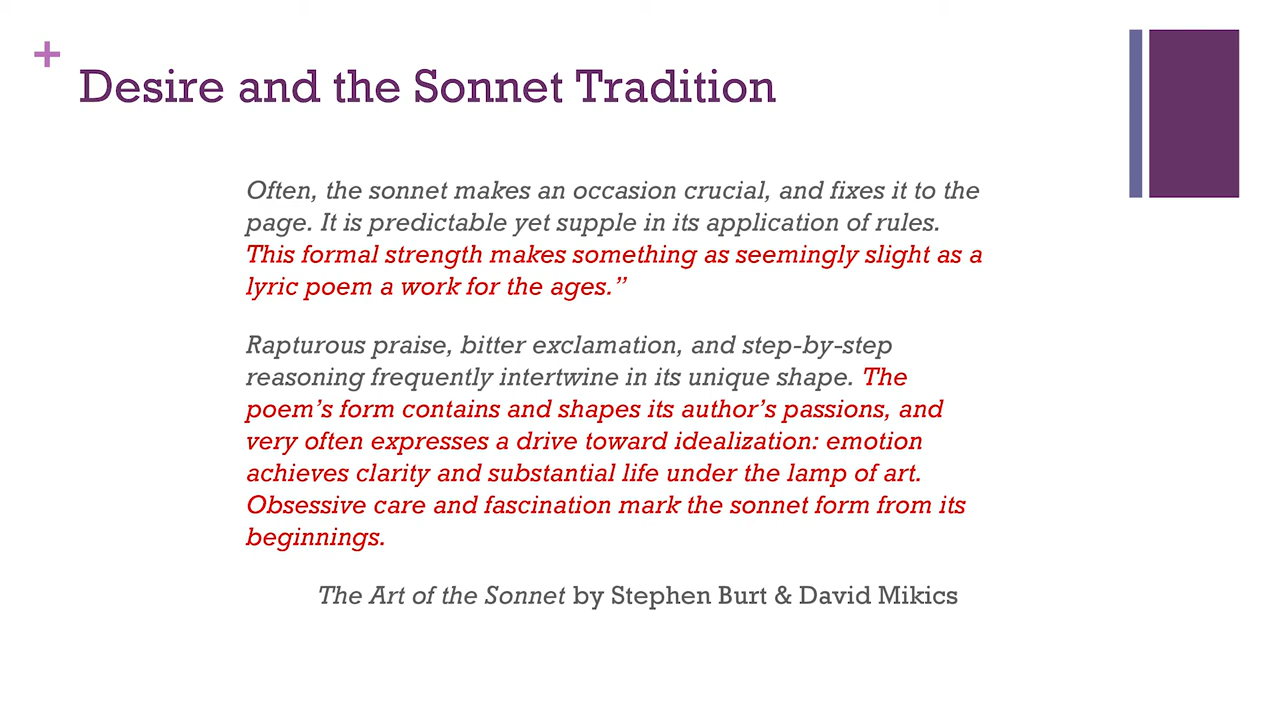 +
Desire and the Sonnet Tradition
Often, the sonnet makes an occasion crucial, and fixes it to the
page. It is predictable yet supple in its application of rules.
This formal strength makes something as seemingly slight as a
lyric poem a work for the ages.”
Rapturous praise, bitter exclamation, and step-by-step
reasoning frequently intertwine in its unique shape. The
poem’s form contains and shapes its author’s passions, and
very often expresses a drive toward idealization: emotion
achieves clarity and substantial life under the lamp of art.
Obsessive care and fascination mark the sonnet form from its
beginnings.
The Art of the Sonnet by Stephen Burt & David Mikics